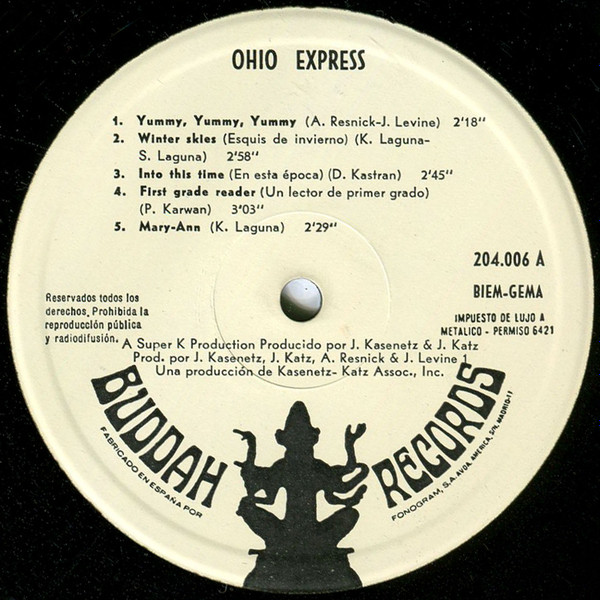 OHIO EXPRESS
1. Yummy, Yummy, Yummy (A. Resnick-J. Levine) 2'18"
2. Winter skies (Esquis de invierno) (K. Laguna-
S. Laguna) 2'58"
3. Into this time (En esta época) (D. Kastran) 2'45"
4. First grade reader (Un lector de primer grado)
(P. Karwan) 3'03"
5. Mary-Ann (K. Laguna) 2'29"
204.006 A
BIEM-GEMA
IMPUESTO DE LUJO A
METALICO - PERMISO 6421
Reservados todos los
derechos. Prohibida la
reproducción pública
y radiodifusión.
A Super K Production Producido por J. Kasenetz & J. Katz
Prod. por J. Kasenetz, J. Katz, A. Resnick & J. Levine 1
Una producción de Kasenetz- Katz Assoc., Inc.
BUDDAH RECORDS
FABRICADO EN ESPAÑA POR
FONOGRAM, S.A. AVDA. AMERICA, S/N. MADRID-17